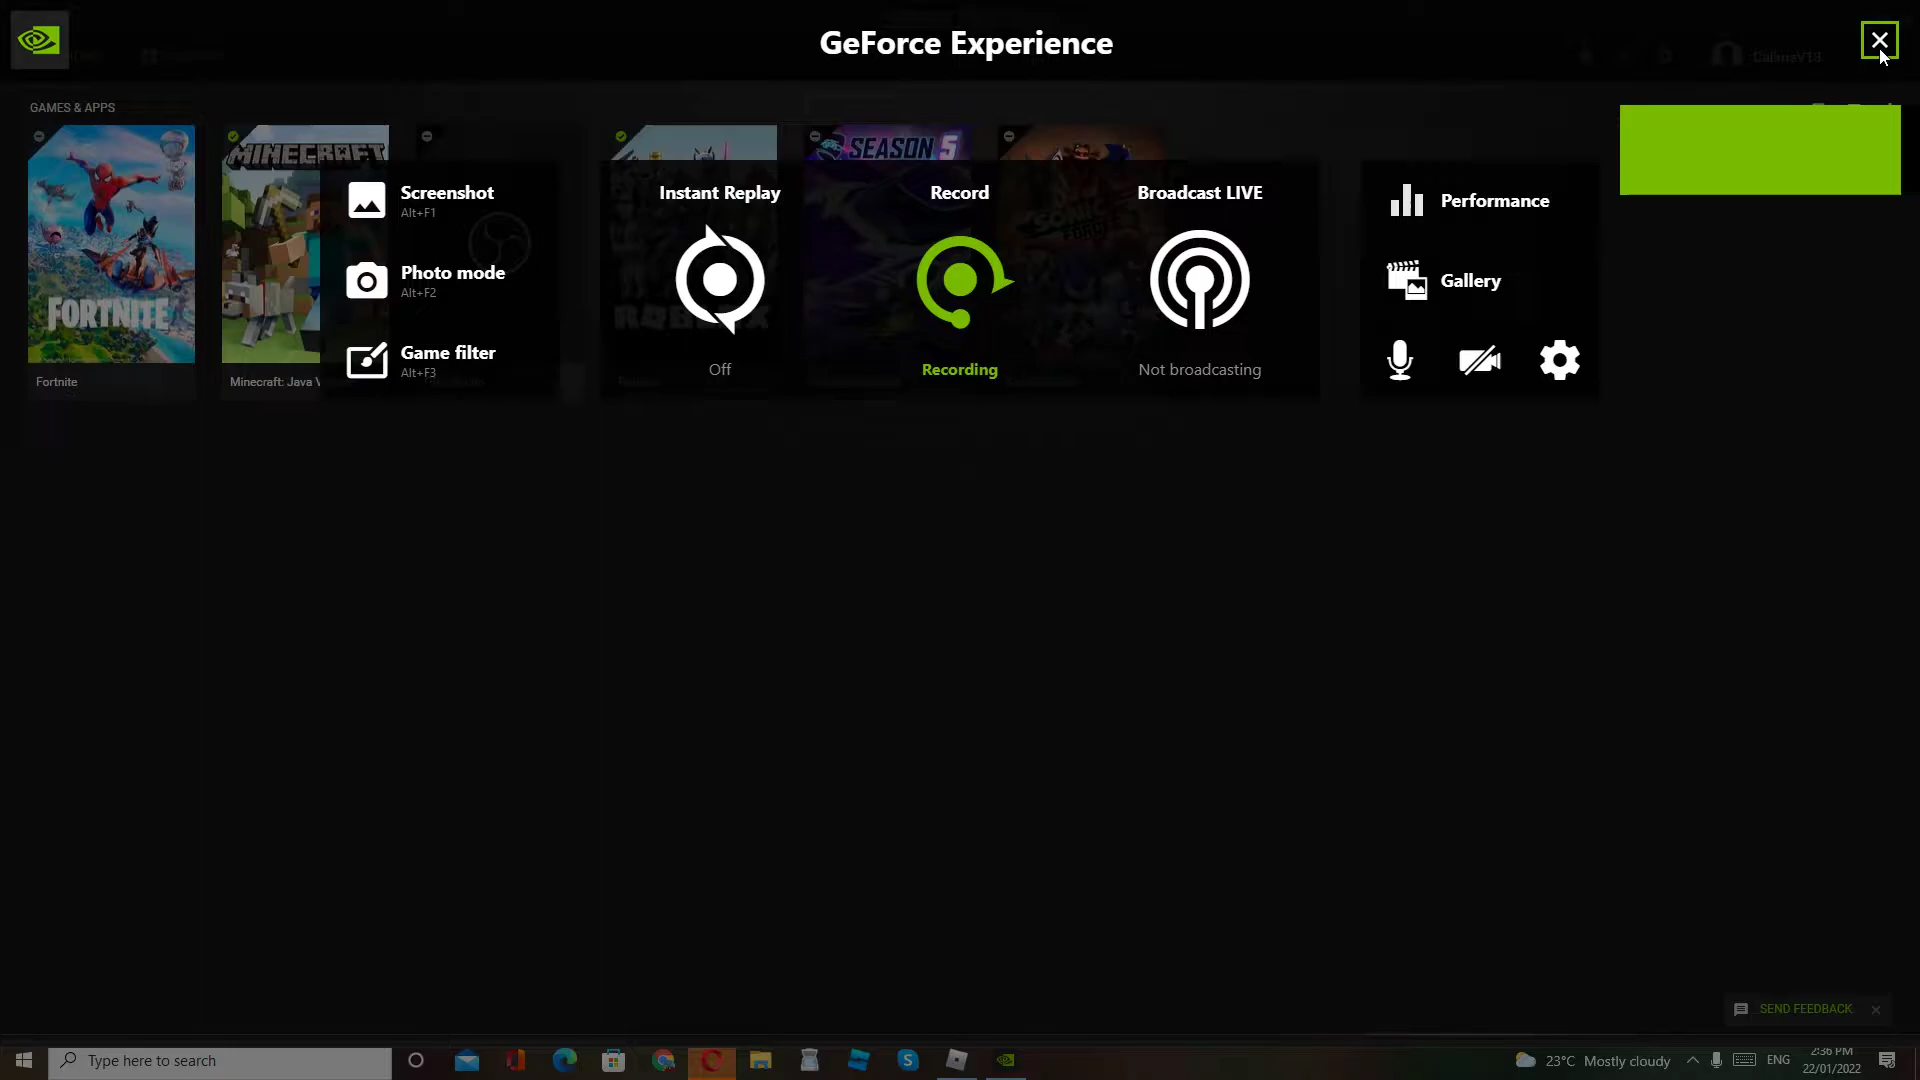 GeForce Experience
GAMES & APPS
MINECRAFT
SEASON 5
FORTNITE
ROBLOX
Fortnite
Minecraft: Java V
Screenshot
Alt+F1
Photo mode
Alt+F2
Game filter
Alt+F3
Instant Replay
Off
Record
Recording
Broadcast LIVE
Not broadcasting
Performance
Gallery
SEND FEEDBACK
Type here to search
23°C Mostly cloudy
ENG
2:36 PM
22/01/2022